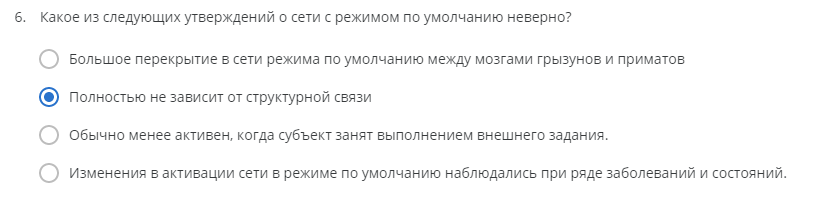 6. Какое из следующих утверждений о сети с режимом по умолчанию неверно?
Большое перекрытие в сети режима по умолчанию между мозгами грызунов и приматов
Полностью не зависит от структурной связи
Обычно менее активен, когда субъект занят выполнением внешнего задания.
Изменения в активации сети в режиме по умолчанию наблюдались при ряде заболеваний и состояний.